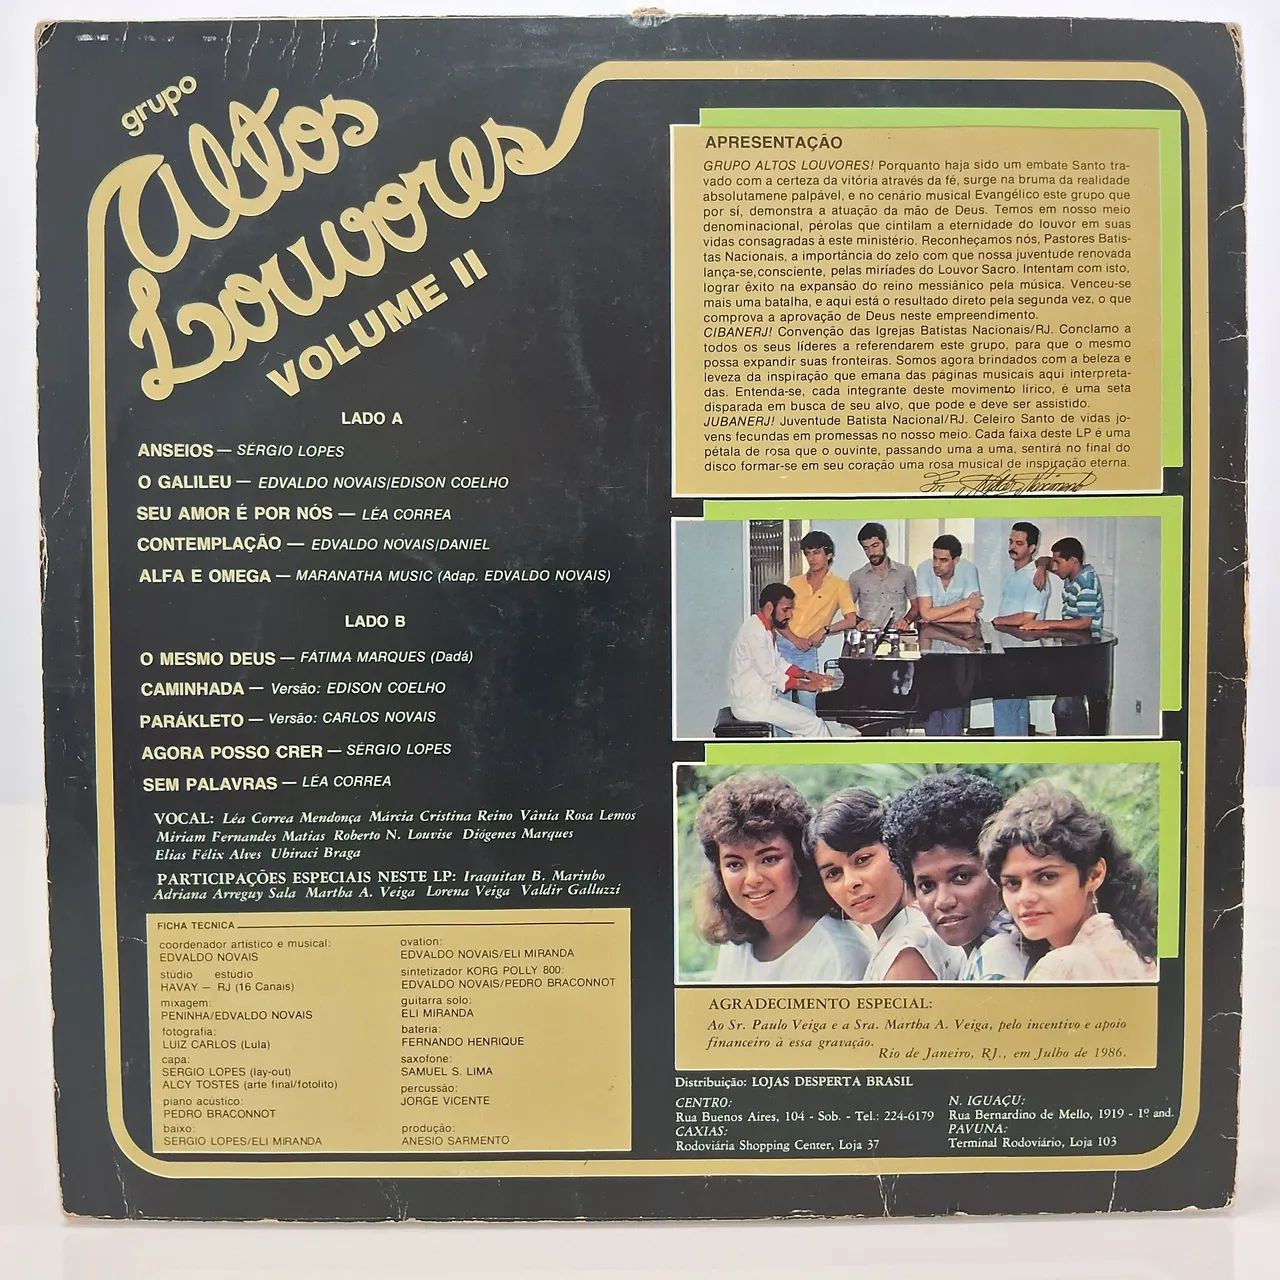 grupo
Altos
Louvores
VOLUME II
LADO A
ANSEIOS — SÉRGIO LOPES
O GALILEU — EDVALDO NOVAIS/EDISON COELHO
SEU AMOR É POR NÓS — LÉA CORREA
CONTEMPLAÇÃO — EDVALDO NOVAIS/DANIEL
ALFA E OMEGA — MARANATHA MUSIC (Adap. EDVALDO NOVAIS)
LADO B
O MESMO DEUS — FÁTIMA MARQUES (Dadá)
CAMINHADA — Versão: EDISON COELHO
PARÁKLETO — Versão: CARLOS NOVAIS
AGORA POSSO CRER — SÉRGIO LOPES
SEM PALAVRAS — LÉA CORREA
VOCAL: Léa Correa Mendonça Márcia Cristina Reino Vânia Rosa Lemos
Miriam Fernandes Matias Roberto N. Louvise Diógenes Marques
Elias Félix Alves Ubiraci Braga
PARTICIPAÇÕES ESPECIAIS NESTE LP: Iraquitan B. Marinho
Adriana Arreguy Sala Martha A. Veiga Lorena Veiga Valdir Galluzzi
FICHA TECNICA
coordenador artístico e musical:
EDVALDO NOVAIS
stúdio estúdio
HAVAY — RJ (16 Canais)
mixagem:
PENINHA/EDVALDO NOVAIS
fotografia:
LUIZ CARLOS (Lula)
capa:
SERGIO LOPES (lay-out)
ALCY TOSTES (arte final/fotolito)
piano acústico:
PEDRO BRACONNOT
baixo:
SERGIO LOPES/ELI MIRANDA
ovation:
EDVALDO NOVAIS/ELI MIRANDA
sintetizador KORG POLLY 800:
EDVALDO NOVAIS/PEDRO BRACONNOT
guitarra solo:
ELI MIRANDA
bateria:
FERNANDO HENRIQUE
saxofone:
SAMUEL S. LIMA
percussão:
JORGE VICENTE
produção:
ANESIO SARMENTO
APRESENTAÇÃO
GRUPO ALTOS LOUVORES! Porquanto haja sido um embate Santo tra-
vado com a certeza da vitória através da fé, surge na bruma da realidade
absolutamene palpável, e no cenário musical Evangélico este grupo que
por sí, demonstra a atuação da mão de Deus. Temos em nosso meio
denominacional, pérolas que cintilam a eternidade do louvor em suas
vidas consagradas à este ministério. Reconheçamos nós, Pastores Batis-
tas Nacionais, a importância do zelo com que nossa juventude renovada
lança-se, consciente, pelas miríades do Louvor Sacro. Intentam com isto,
lograr êxito na expansão do reino messiânico pela música. Venceu-se
mais uma batalha, e aqui está o resultado direto pela segunda vez, o que
comprova a aprovação de Deus neste empreendimento.
CIBANERJ! Convenção das Igrejas Batistas Nacionais/RJ. Conclamo a
todos os seus líderes a referendarem este grupo, para que o mesmo
possa expandir suas fronteiras. Somos agora brindados com a beleza e
leveza da inspiração que emana das páginas musicais aqui interpreta-
das. Entenda-se, cada integrante deste movimento lírico, é uma seta
disparada em busca de seu alvo, que pode e deve ser assistido.
JUBANERJ! Juventude Batista Nacional/RJ. Celeiro Santo de vidas jo-
vens fecundas em promessas no nosso meio. Cada faixa deste LP é uma
pétala de rosa que o ouvinte, passando uma a uma, sentirá no final do
disco formar-se em seu coração uma rosa musical de inspiração eterna.
AGRADECIMENTO ESPECIAL:
Ao Sr. Paulo Veiga e a Sra. Mártha A. Veiga, pelo incentivo e apoio
financeiro à essa gravação.
Rio de Janeiro, RJ., em Julho de 1986.
Distribuição: LOJAS DESPERTA BRASIL
CENTRO:
Rua Buenos Aires, 104 - Sob. - Tel.: 224-6179
CAXIAS:
Rodoviária Shopping Center, Loja 37
N. IGUAÇU:
Rua Bernardino de Mello, 1919 - 1º and.
PAVUNA:
Terminal Rodoviário, Loja 103